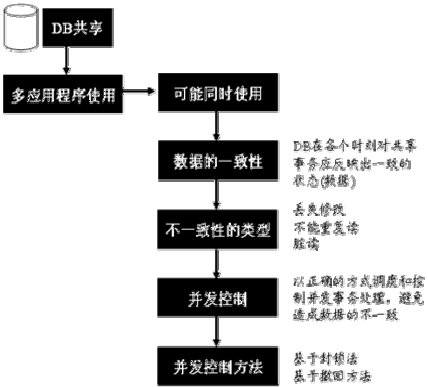 DB共享
多应用程序使用
可能同时使用
数据的一致性
DB在各个时刻对共享
事务应反映出一致的
状态(数据)
不一致性的类型
丢失修改
不能重复读
脏读
并发控制
以正确的方式调度和控
制并发事务处理，避免
造成数据的不一致
并发控制方法
基于封锁法
基于撤回方法